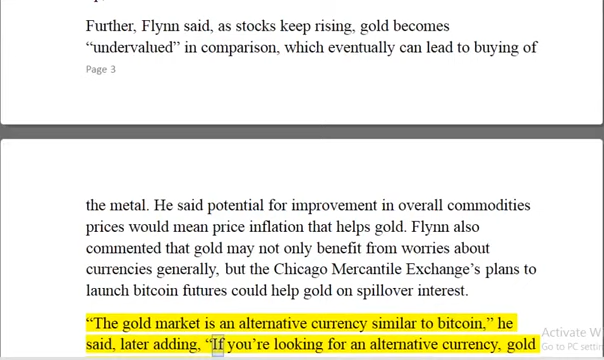 Further, Flynn said, as stocks keep rising, gold becomes
“undervalued” in comparison, which eventually can lead to buying of
Page 3
the metal. He said potential for improvement in overall commodities
prices would mean price inflation that helps gold. Flynn also
commented that gold may not only benefit from worries about
currencies generally, but the Chicago Mercantile Exchange’s plans to
launch bitcoin futures could help gold on spillover interest.
“The gold market is an alternative currency similar to bitcoin,” he
said, later adding, “If you’re looking for an alternative currency, gold
Activate W
Go to PC settin